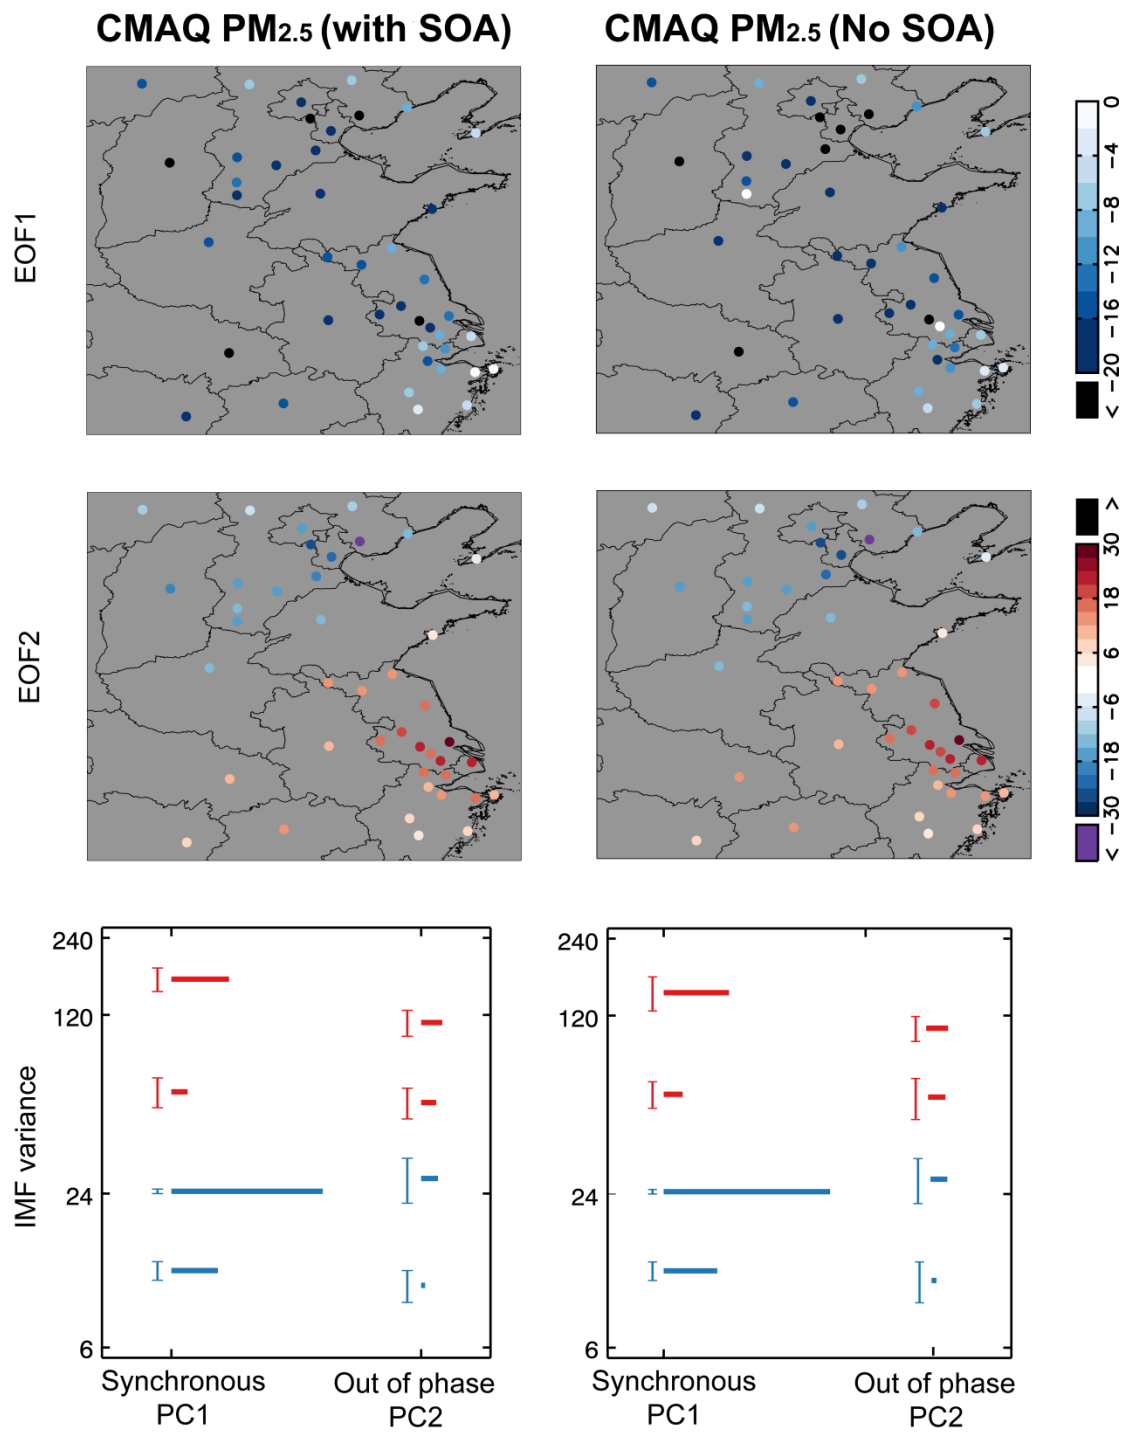 CMAQ PM2.5 (with SOA)
CMAQ PM2.5 (No SOA)
EOF1
0
−4
−8
−12
−16
−20
< −20
EOF2
>
30
18
6
−6
−18
−30
< −30
IMF variance
240
120
24
6
Synchronous
PC1
Out of phase
PC2
240
120
24
6
Synchronous
PC1
Out of phase
PC2